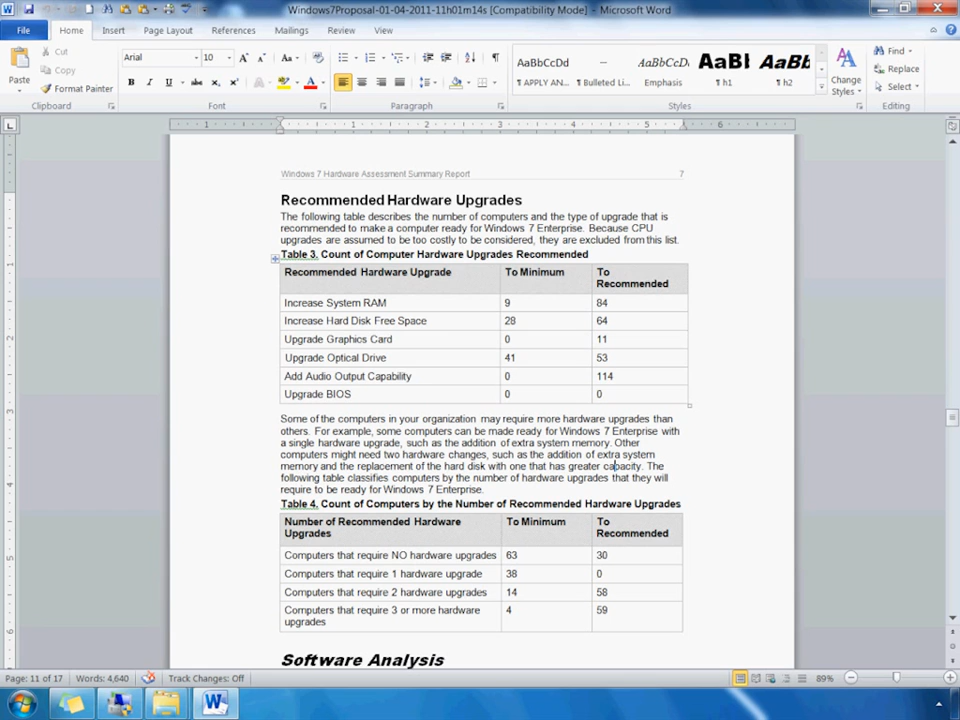 Windows7Proposal-01-04-2011-11h01m14s [Compatibility Mode] - Microsoft Word
File Home Insert Page Layout References Mailings Review View
Paste
Cut
Copy
Format Painter
Clipboard
Arial 10
Font
Paragraph
AaBbCcDd AaBbCcDc AaBb AaBb
¶ APPLY AN... ¶ Bulleted Li... Emphasis ¶ h1 ¶ h2
Change Styles
Styles
Find
Replace
Select
Editing
Windows 7 Hardware Assessment Summary Report 7
Recommended Hardware Upgrades
The following table describes the number of computers and the type of upgrade that is
recommended to make a computer ready for Windows 7 Enterprise. Because CPU
upgrades are assumed to be too costly to be considered, they are excluded from this list.
Table 3. Count of Computer Hardware Upgrades Recommended
Recommended Hardware Upgrade To Minimum To Recommended
Increase System RAM 9 84
Increase Hard Disk Free Space 28 64
Upgrade Graphics Card 0 11
Upgrade Optical Drive 41 53
Add Audio Output Capability 0 114
Upgrade BIOS 0 0
Some of the computers in your organization may require more hardware upgrades than
others. For example, some computers can be made ready for Windows 7 Enterprise with
a single hardware upgrade, such as the addition of extra system memory. Other
computers might need two hardware changes, such as the addition of extra system
memory and the replacement of the hard disk with one that has greater capacity. The
following table classifies computers by the number of hardware upgrades that they will
require to be ready for Windows 7 Enterprise.
Table 4. Count of Computers by the Number of Recommended Hardware Upgrades
Number of Recommended Hardware Upgrades To Minimum To Recommended
Computers that require NO hardware upgrades 63 30
Computers that require 1 hardware upgrade 38 0
Computers that require 2 hardware upgrades 14 58
Computers that require 3 or more hardware upgrades 4 59
Software Analysis
Page: 11 of 17 Words: 4,640 Track Changes: Off 89%